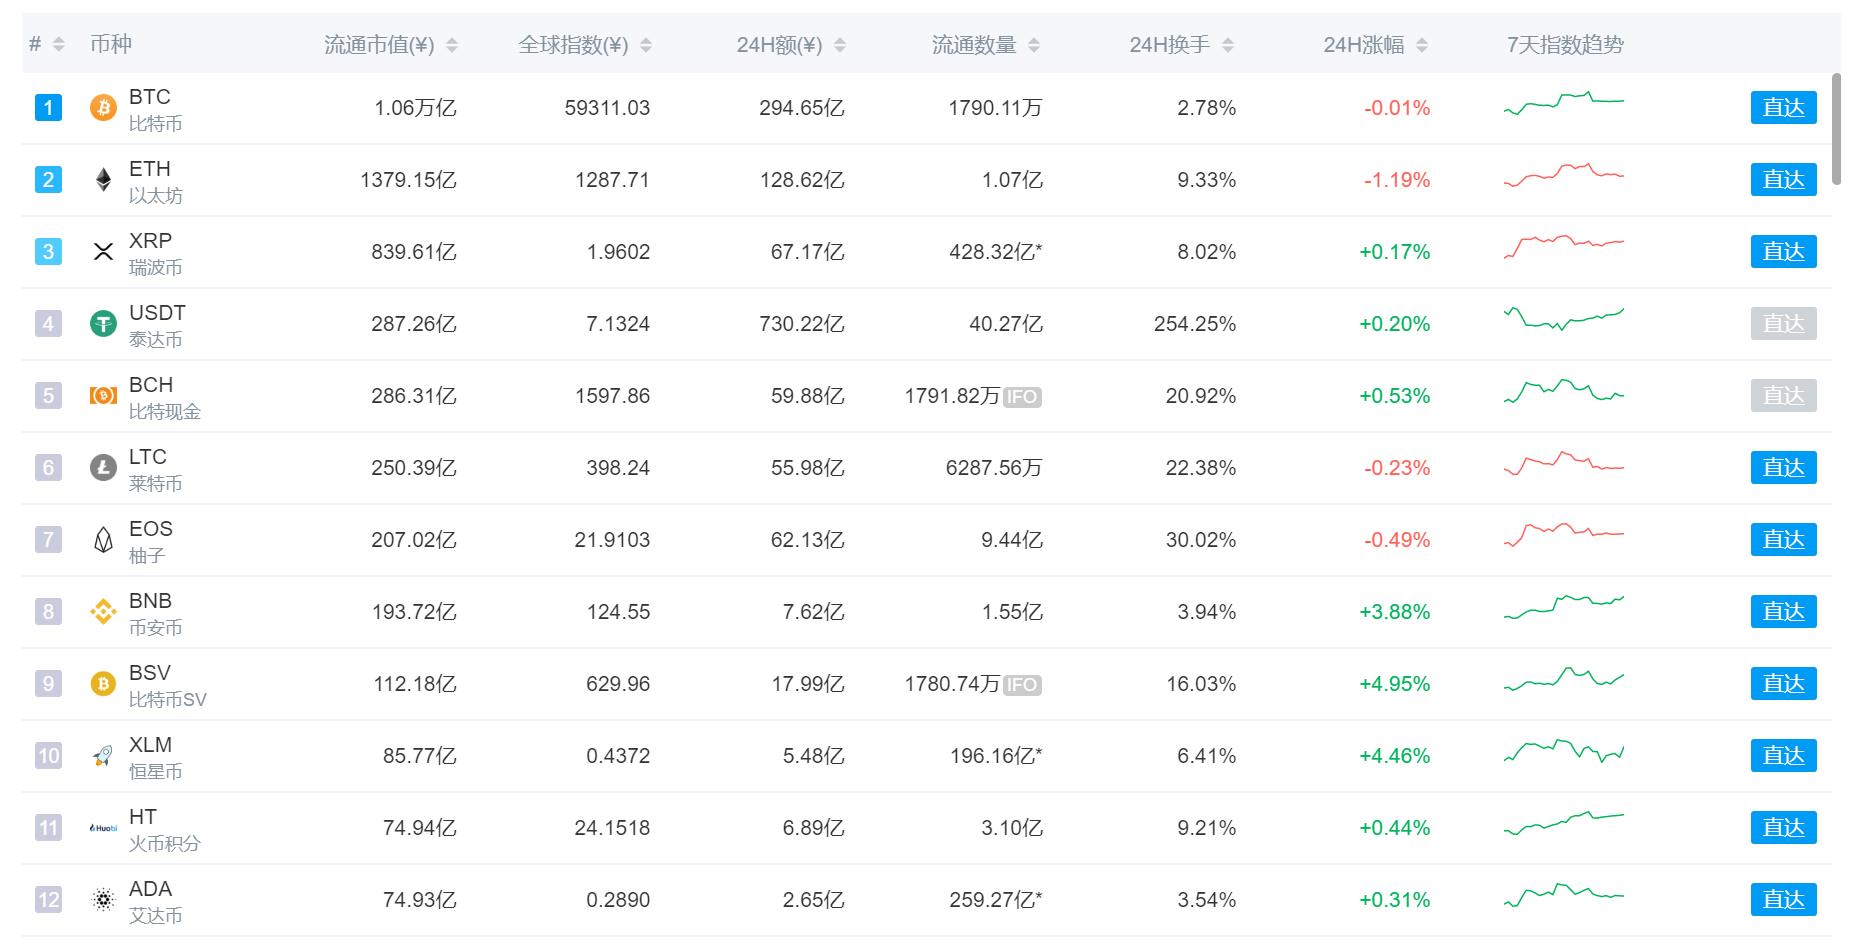 # 币种 流通市值(¥) 全球指数(¥) 24H额(¥) 流通数量 24H换手 24H涨幅 7天指数趋势
1 BTC 1.06万亿 59311.03 294.65亿 1790.11万 2.78% -0.01% 直达
比特币
2 ETH 1379.15亿 1287.71 128.62亿 1.07亿 9.33% -1.19% 直达
以太坊
3 XRP 839.61亿 1.9602 67.17亿 428.32亿* 8.02% +0.17% 直达
瑞波币
4 USDT 287.26亿 7.1324 730.22亿 40.27亿 254.25% +0.20% 直达
泰达币
5 BCH 286.31亿 1597.86 59.88亿 1791.82万 IFO 20.92% +0.53% 直达
比特现金
6 LTC 250.39亿 398.24 55.98亿 6287.56万 22.38% -0.23% 直达
莱特币
7 EOS 207.02亿 21.9103 62.13亿 9.44亿 30.02% -0.49% 直达
柚子
8 BNB 193.72亿 124.55 7.62亿 1.55亿 3.94% +3.88% 直达
币安币
9 BSV 112.18亿 629.96 17.99亿 1780.74万 IFO 16.03% +4.95% 直达
比特币SV
10 XLM 85.77亿 0.4372 5.48亿 196.16亿* 6.41% +4.46% 直达
恒星币
11 Huobi HT 74.94亿 24.1518 6.89亿 3.10亿 9.21% +0.44% 直达
火币积分
12 ADA 74.93亿 0.2890 2.65亿 259.27亿* 3.54% +0.31% 直达
艾达币